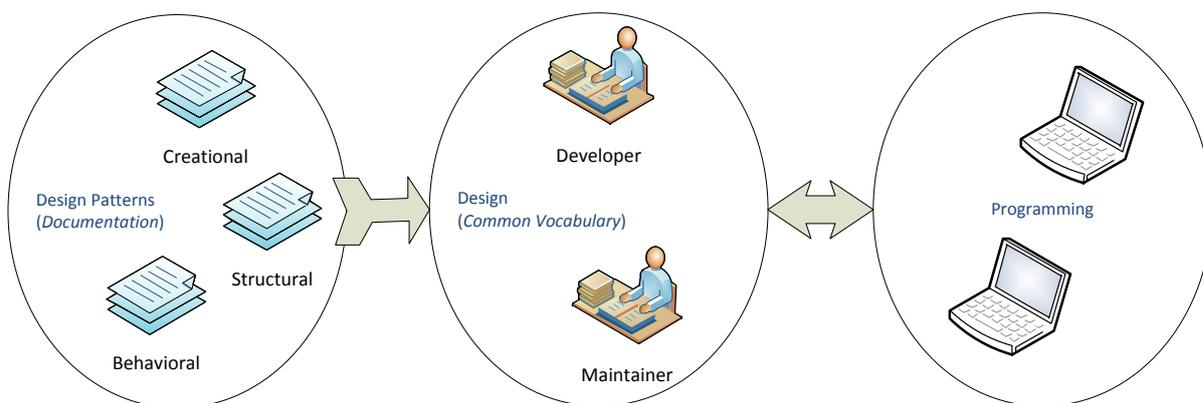 Creational
Design Patterns
(Documentation)
Structural
Behavioral
Developer
Design
(Common Vocabulary)
Maintainer
Programming